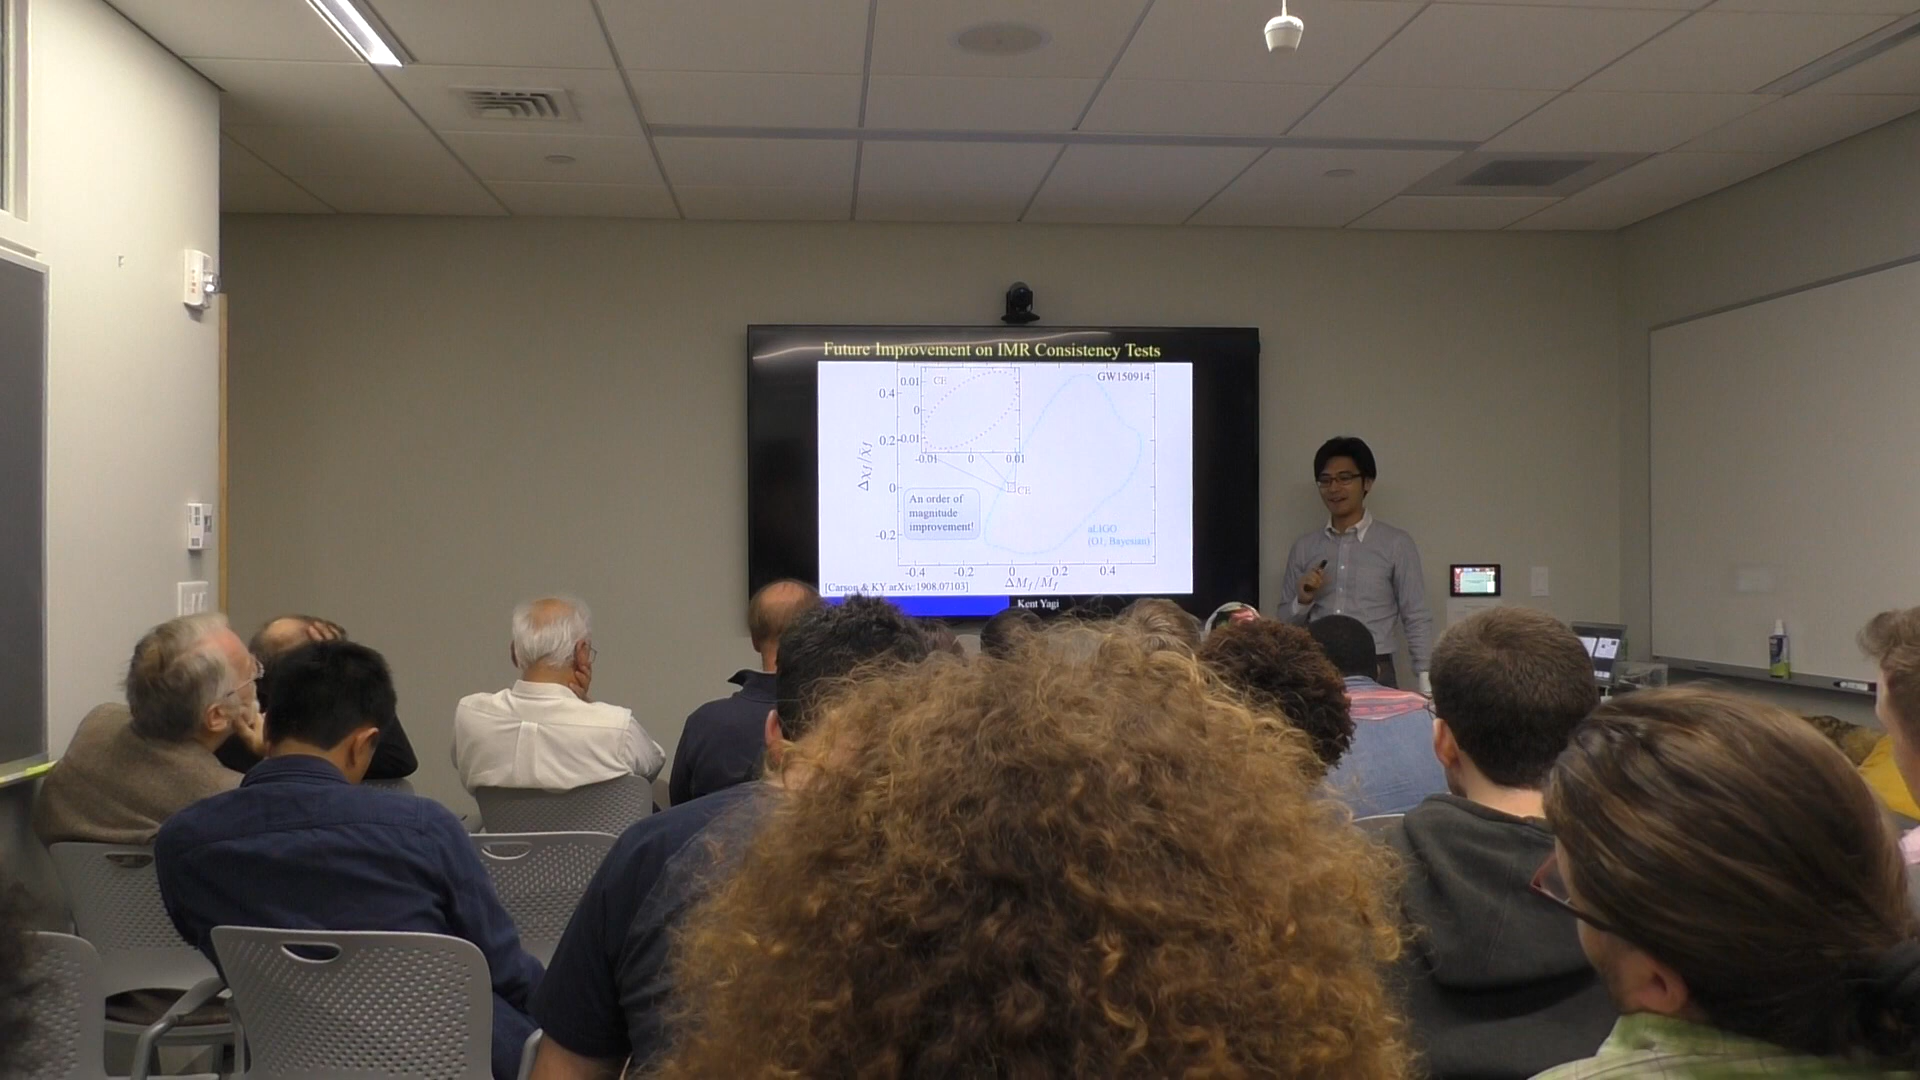 Future Improvement on IMR Consistency Tests
GW150914
CE
0.01
0
-0.01
-0.01 0 0.01
0.4
0.2
0
-0.2
Δχf/χ̄f
CE
An order of
magnitude
improvement!
aLIGO
(O1, Bayesian)
-0.4 -0.2 0 0.2 0.4
ΔMf/M̄f
[Carson & KY arXiv:1908.07103]
Kent Yagi